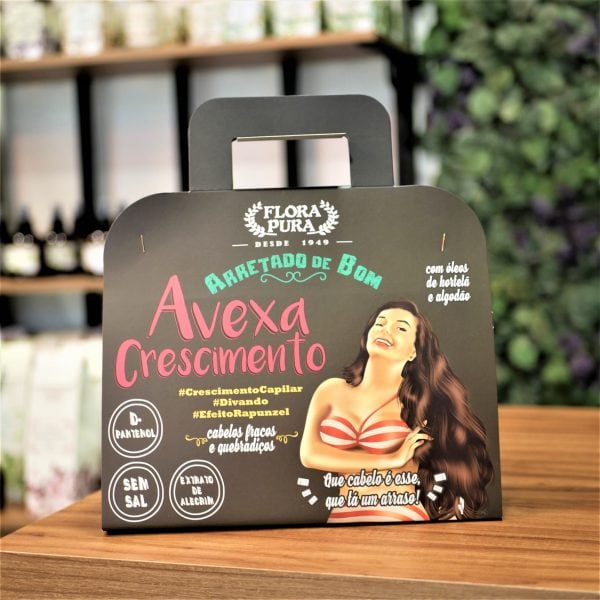 FLORA
PURA
DESDE 1949
ARRETADO DE BOM
com óleos
de hortelã
e algodão
Avexa
Crescimento
#CrescimentoCapilar
#Divando
#EfeitoRapunzel
cabelos fracos
e quebradiços
D-
PANTENOL
SEM
SAL
EXTRATO
DE
ALECRIM
Que cabelo é esse,
que tá um arraso!